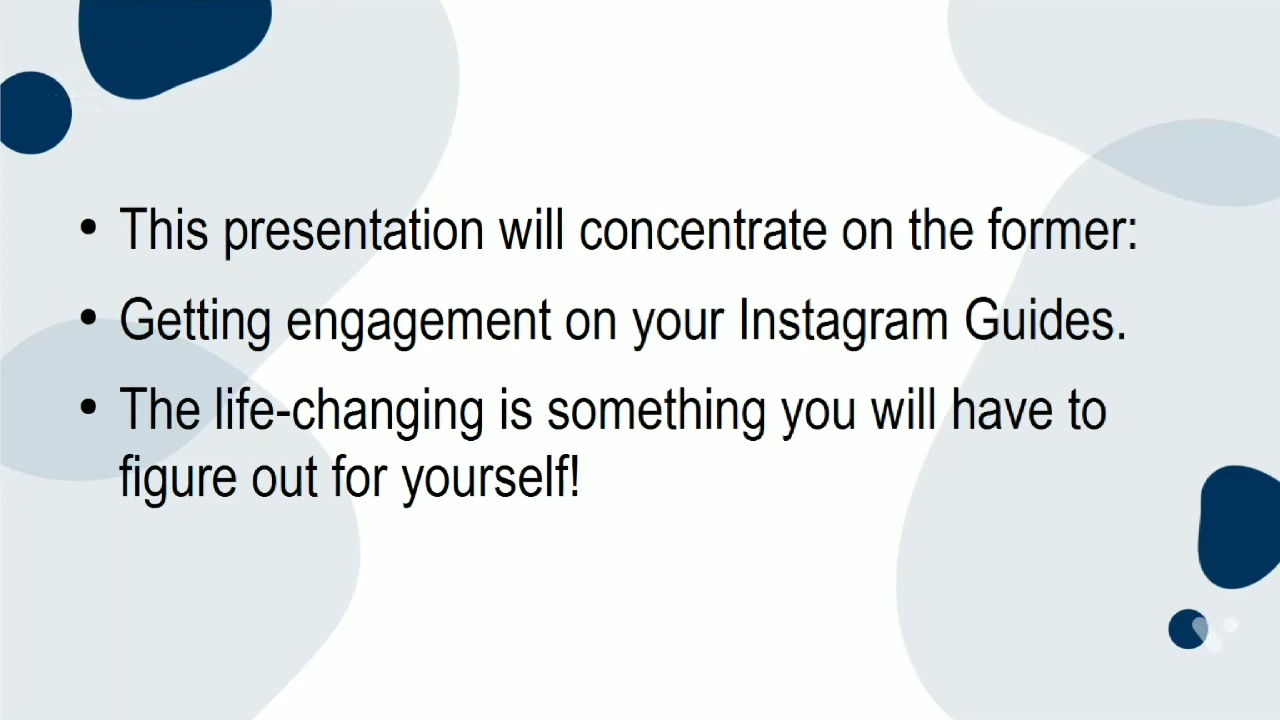 • This presentation will concentrate on the former:
• Getting engagement on your Instagram Guides.
• The life-changing is something you will have to
figure out for yourself!